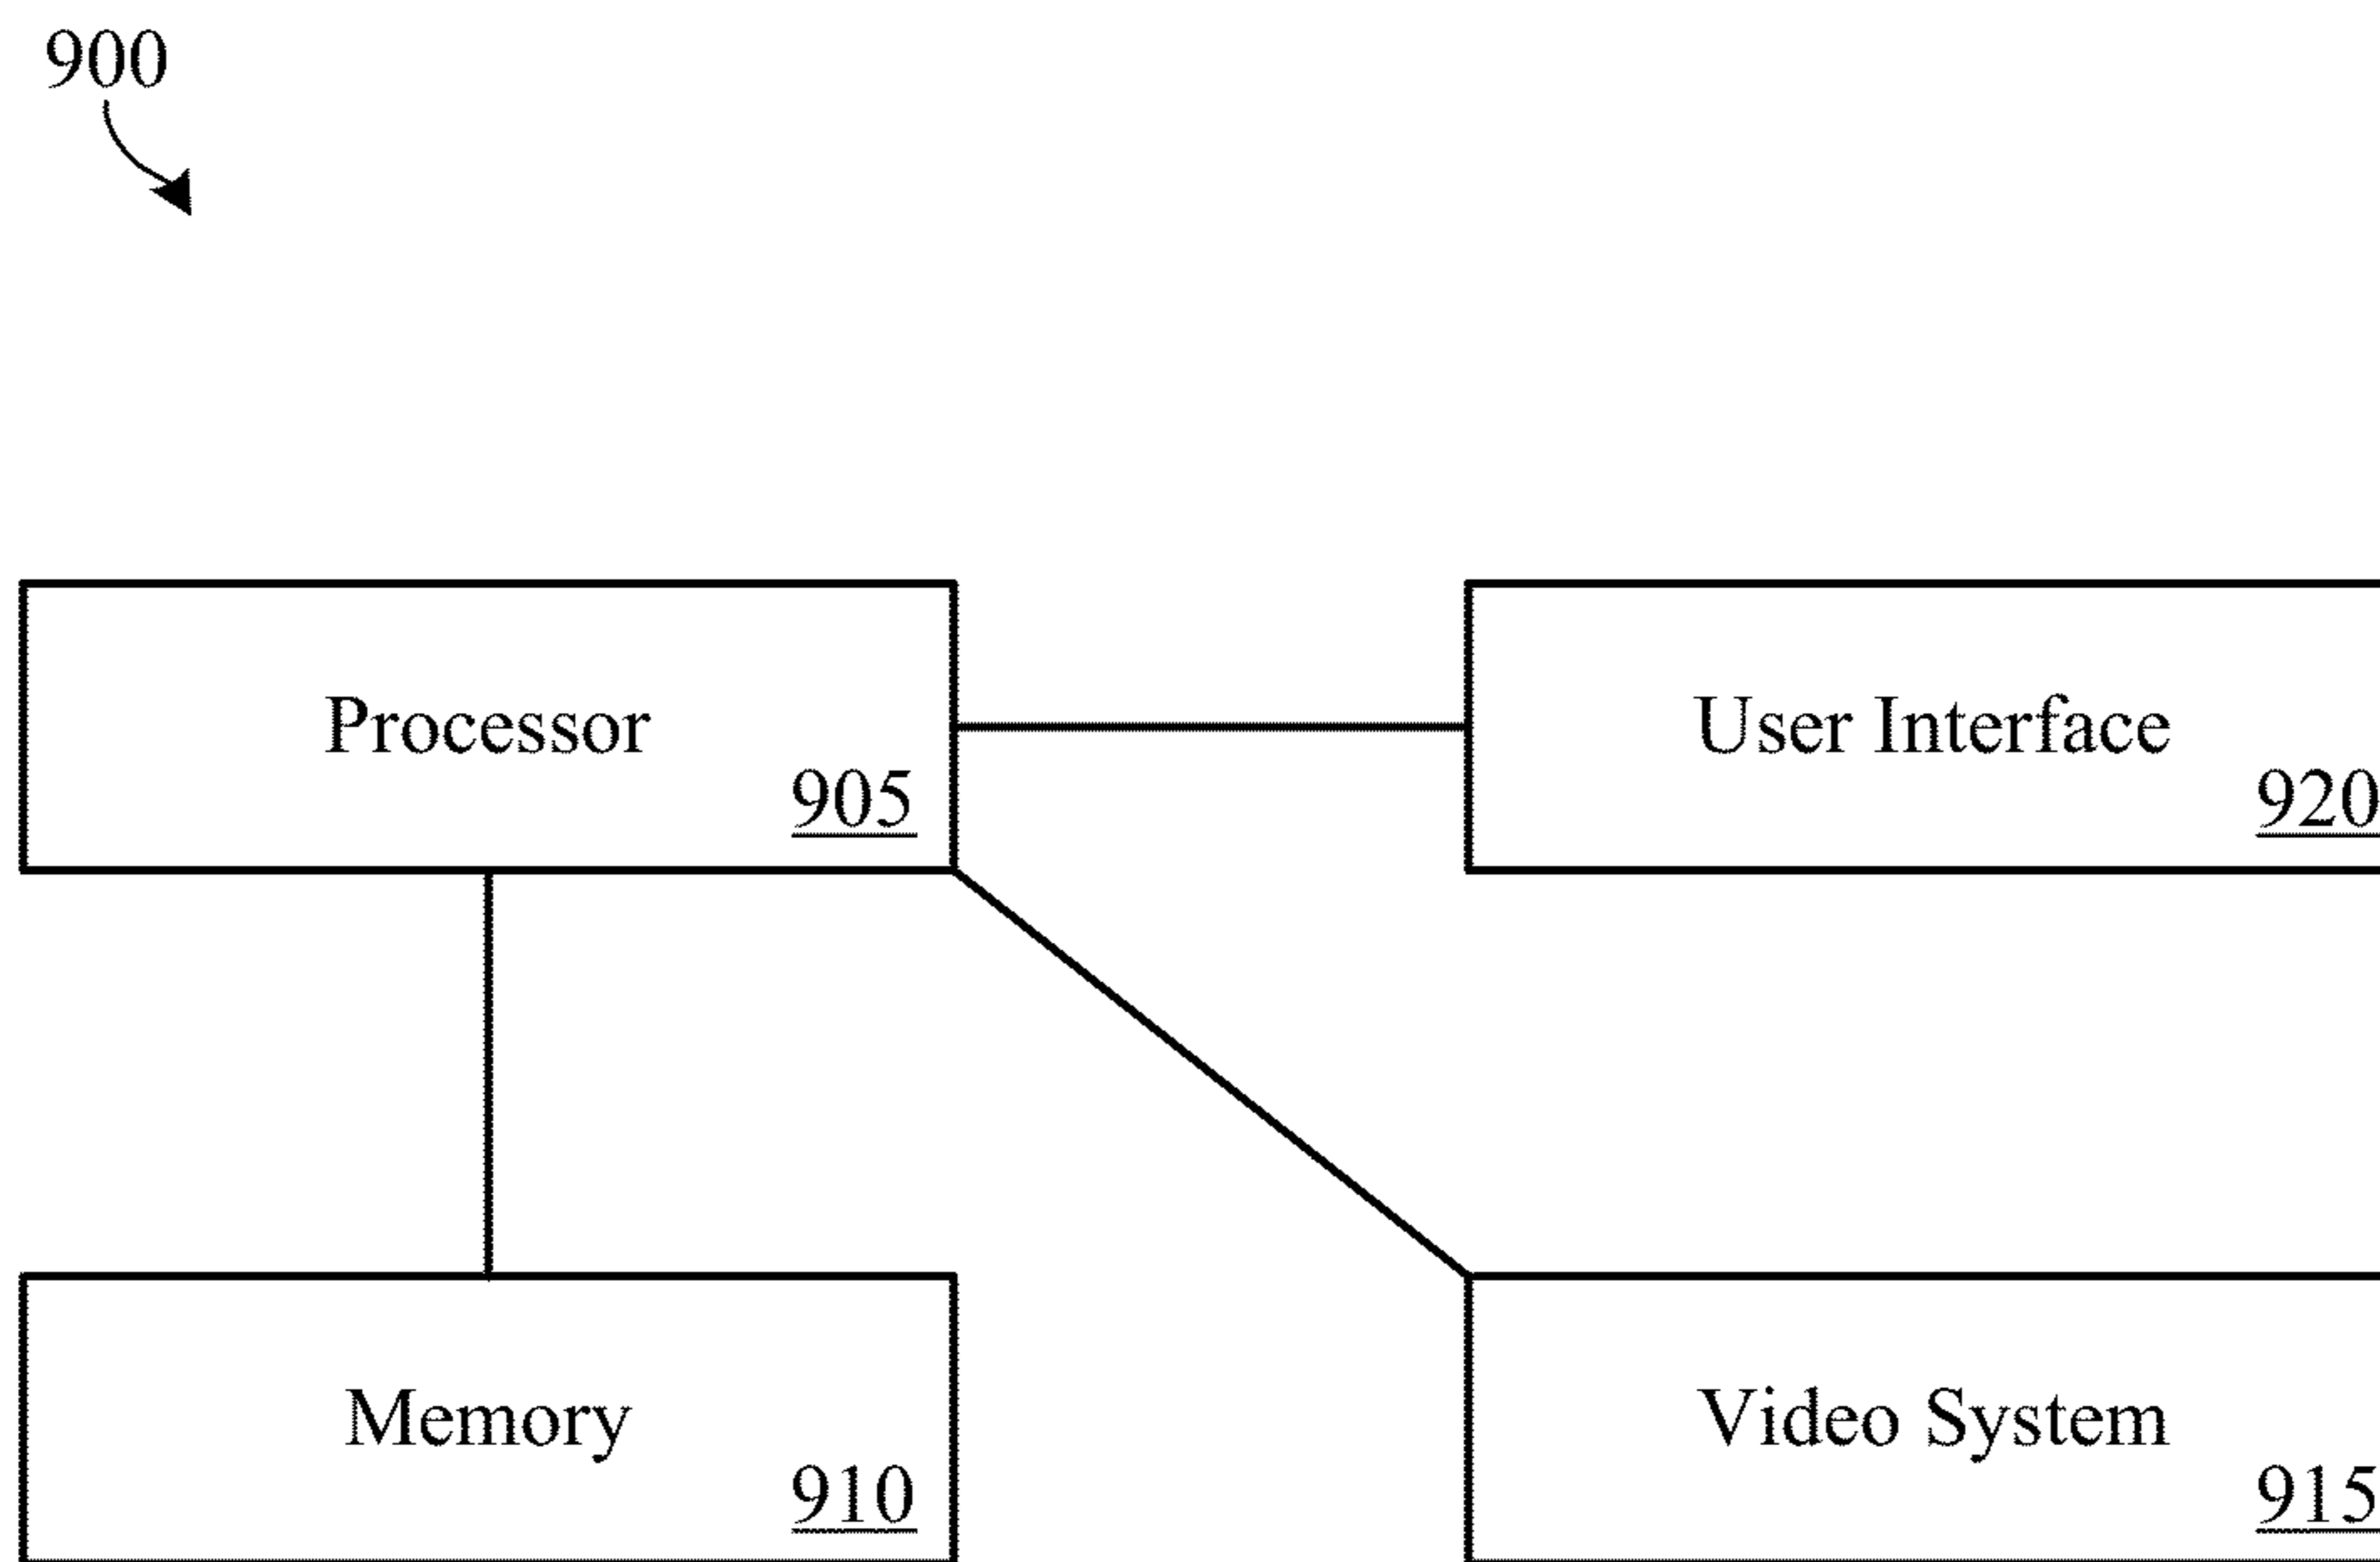 900
Processor
905
User Interface
920
Memory
910
Video System
915